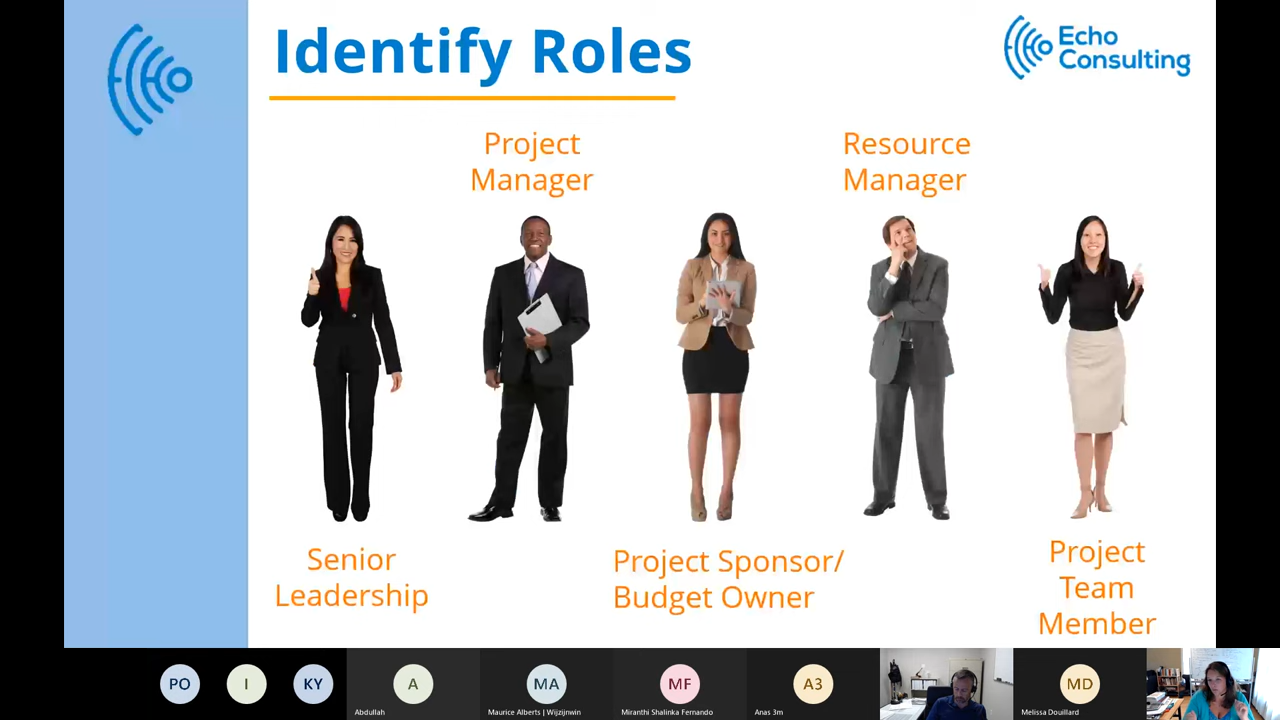 ECHO
Identify Roles
Echo
Consulting
Project
Manager
Resource
Manager
Senior
Leadership
Project Sponsor/
Budget Owner
Project
Team
Member
PO
I
KY
A
MA
MF
A3
MD
Abdullah
Maurice Alberts | Wijzijnwin
Miranthi Shalinka Fernando
Anas 3m
Melissa Douillard